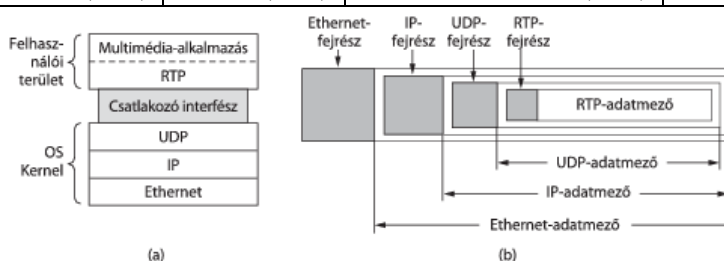 Felhasz-
nálói
terület
Multimédia-alkalmazás
RTP
Csatlakozó interfész
OS
Kernel
UDP
IP
Ethernet
(a)
Ethernet-
fejrész
IP-
fejrész
UDP-
fejrész
RTP-
fejrész
RTP-adatmező
UDP-adatmező
IP-adatmező
Ethernet-adatmező
(b)